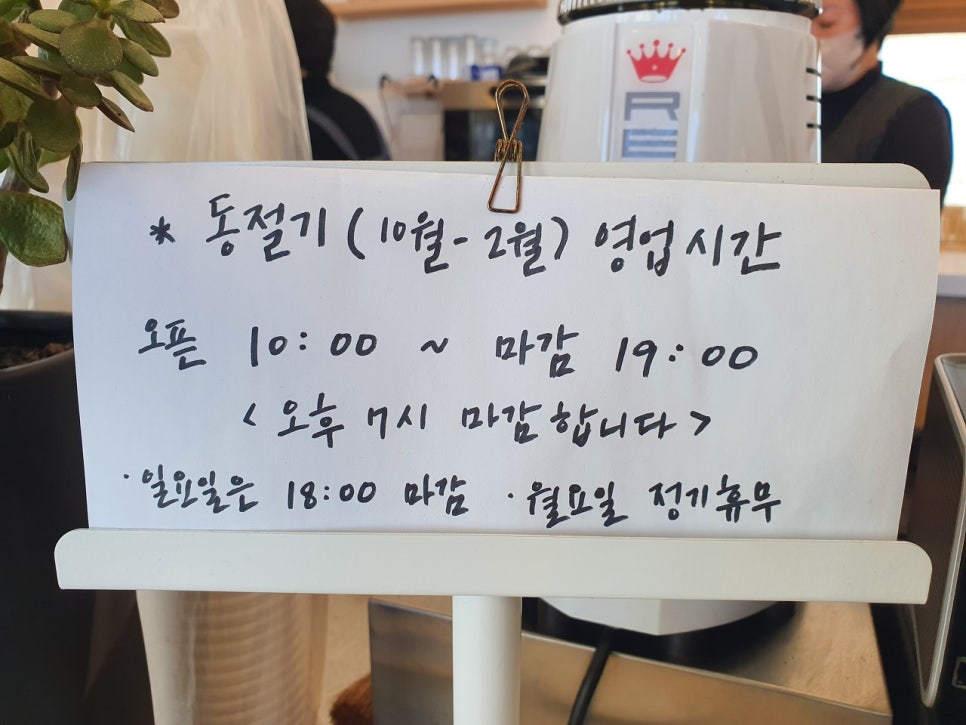 RE
* 동절기 (10월 - 2월) 영업시간
오픈 10:00 ~ 마감 19:00
< 오후 7시 마감합니다 >
· 일요일은 18:00 마감 · 월요일 정기휴무